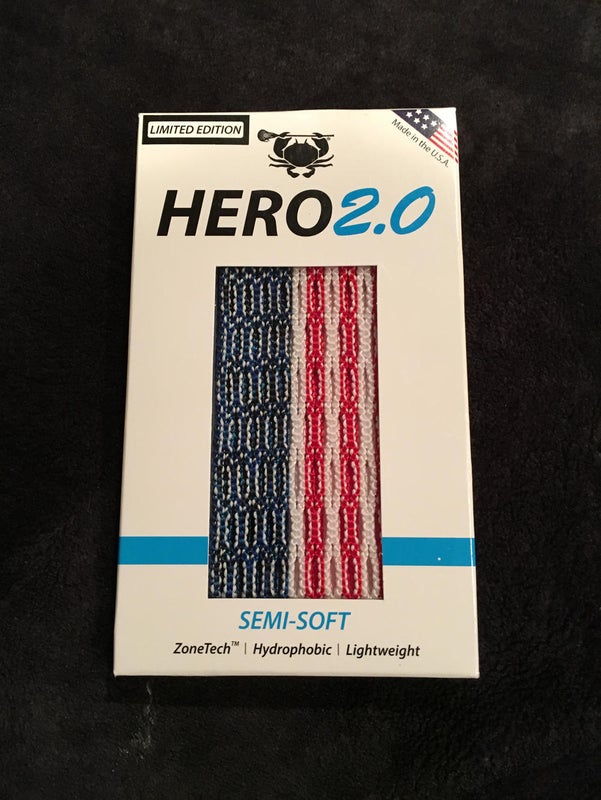 LIMITED EDITION
Made in the U.S.A.
HERO2.0
SEMI-SOFT
ZoneTech™ | Hydrophobic | Lightweight